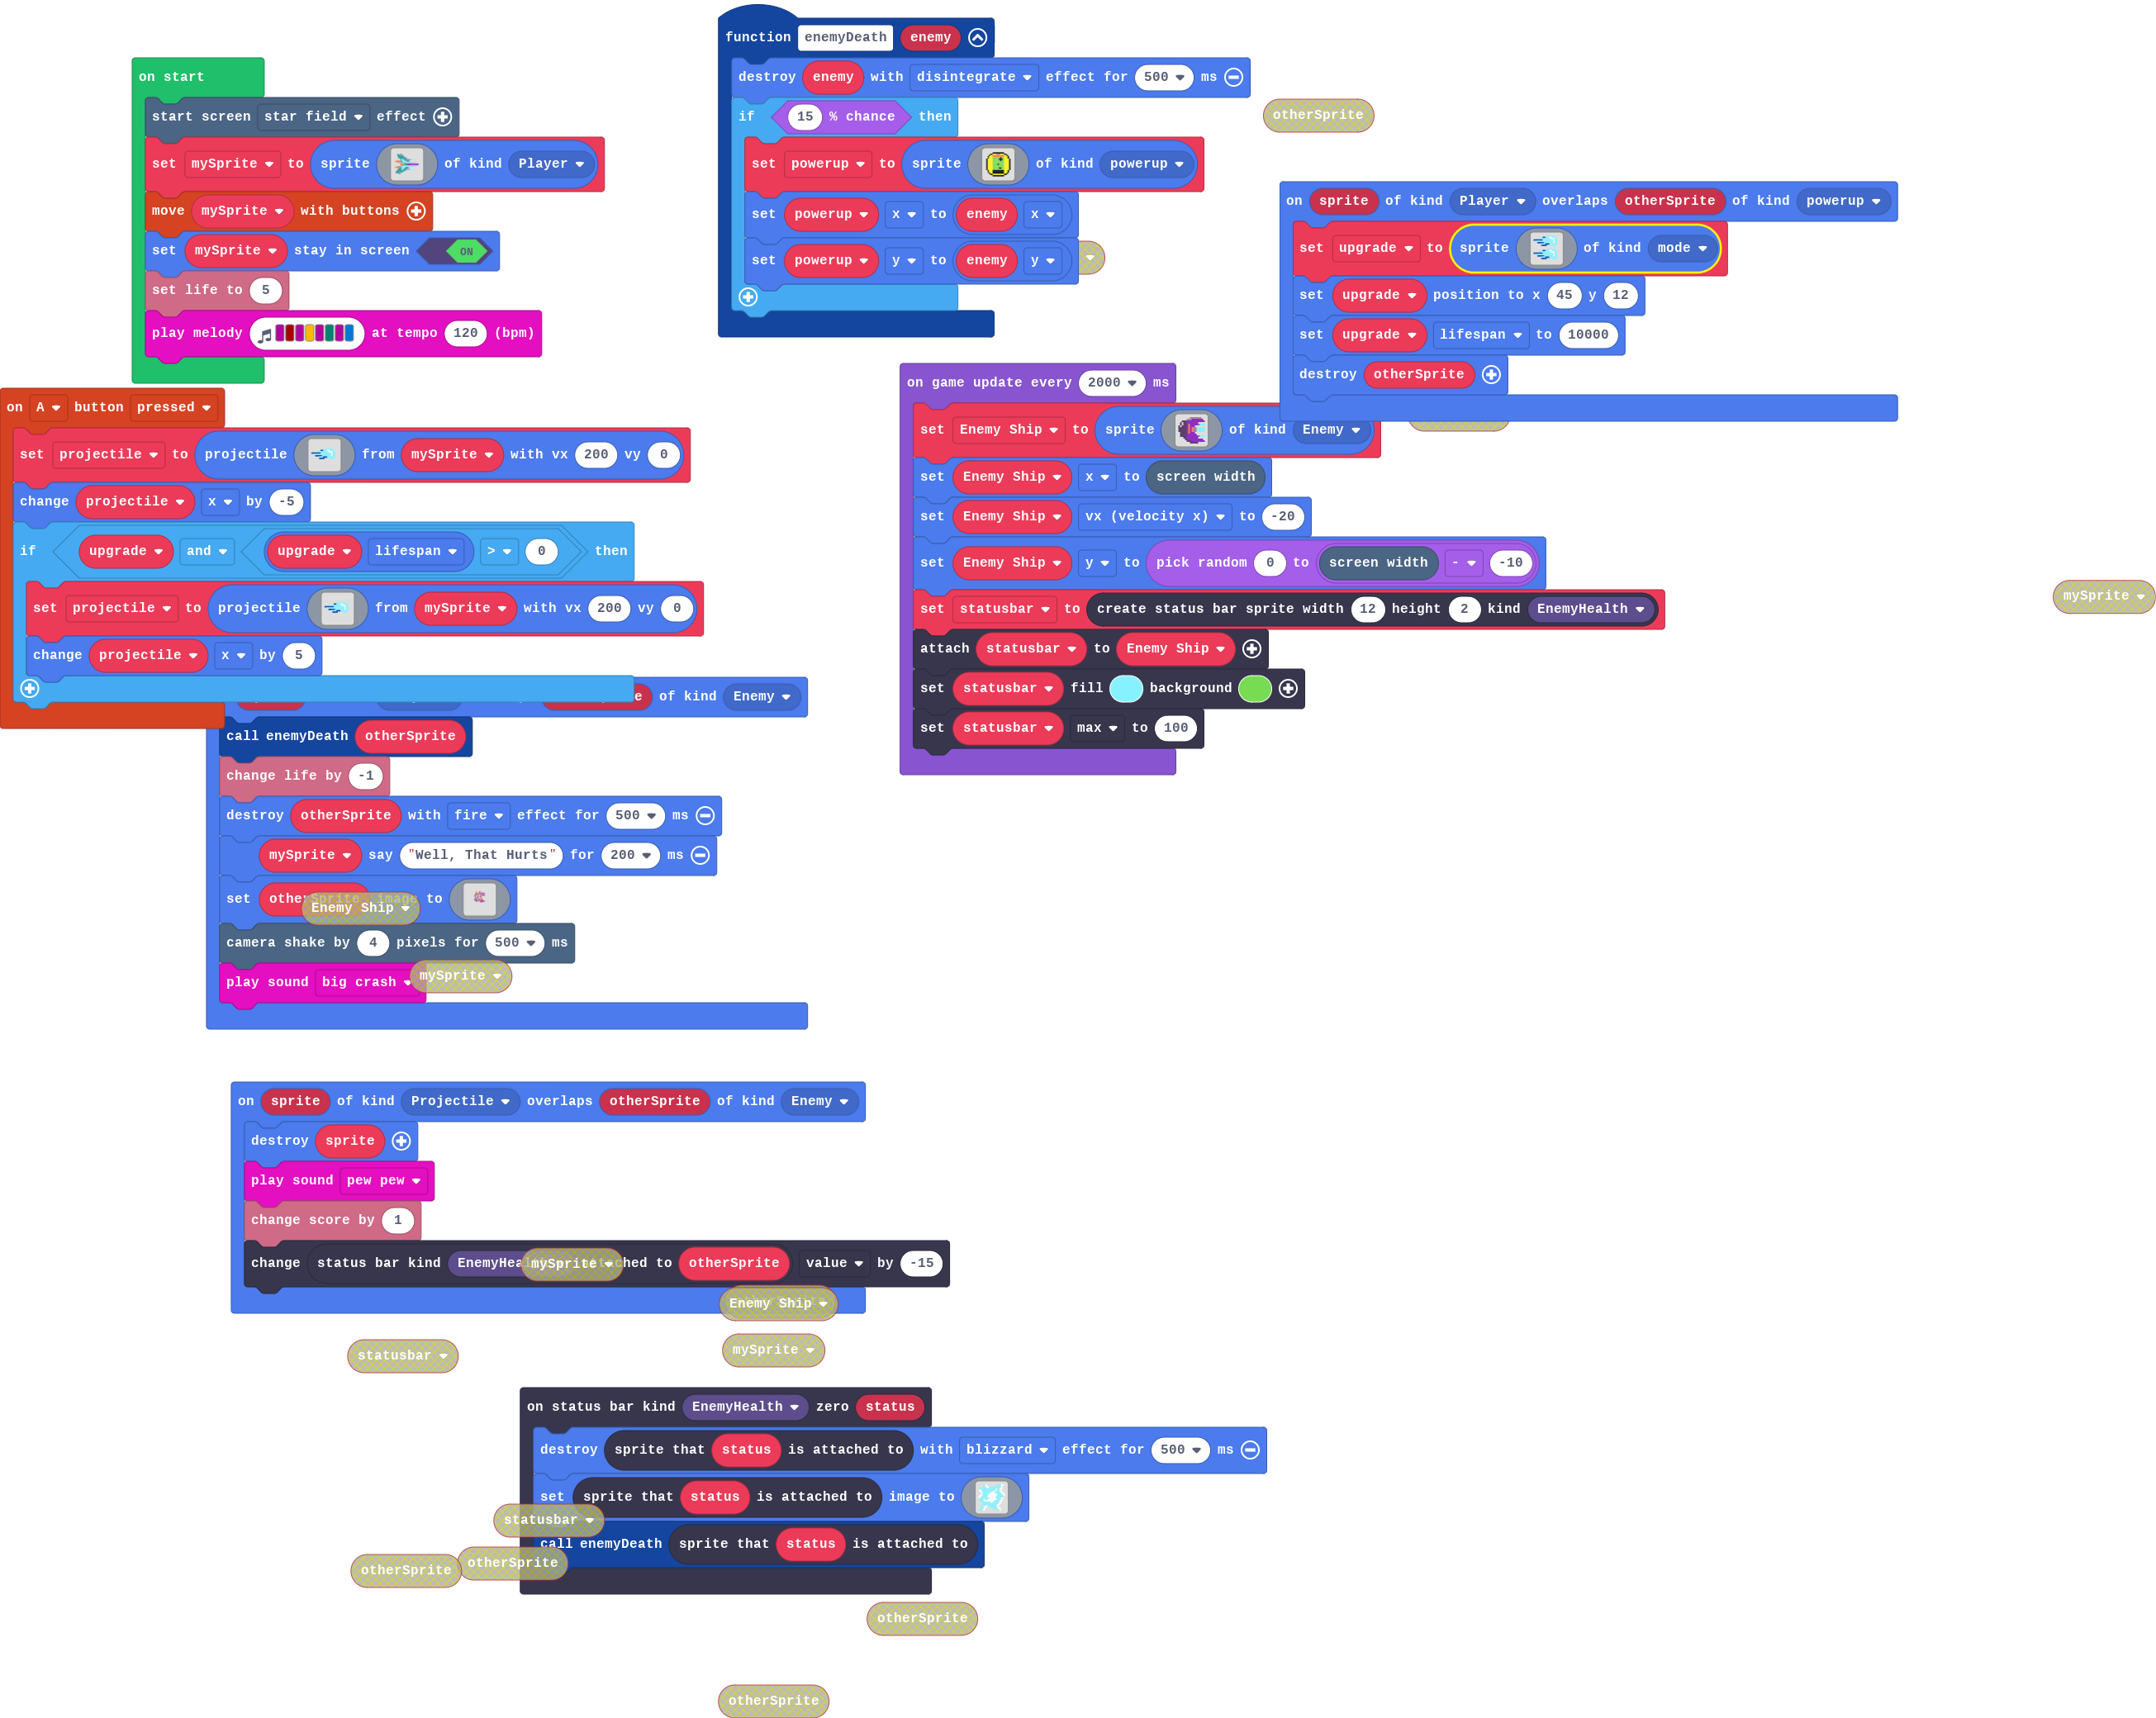 function enemyDeath enemy
destroy enemy with disintegrate effect for 500 ms
if 15 % chance then
set powerup to sprite of kind powerup
set powerup x to enemy x
set powerup y to enemy y
on start
start screen star field effect
set mySprite to sprite of kind Player
move mySprite with buttons
set mySprite stay in screen ON
set life to 5
play melody at tempo 120 (bpm)
otherSprite
on sprite of kind Player overlaps otherSprite of kind powerup
set upgrade to sprite of kind mode
set upgrade position to x 45 y 12
set upgrade lifespan to 10000
destroy otherSprite
on A button pressed
set projectile to projectile from mySprite with vx 200 vy 0
change projectile x by -5
if upgrade and upgrade lifespan > 0 then
set projectile to projectile from mySprite with vx 200 vy 0
change projectile x by 5
on game update every 2000 ms
set Enemy Ship to sprite of kind Enemy
set Enemy Ship x to screen width
set Enemy Ship vx (velocity x) to -20
set Enemy Ship y to pick random 0 to screen width - -10
set statusbar to create status bar sprite width 12 height 2 kind EnemyHealth
attach statusbar to Enemy Ship
set statusbar fill background
set statusbar max to 100
mySprite
of kind Enemy
call enemyDeath otherSprite
change life by -1
destroy otherSprite with fire effect for 500 ms
mySprite say "Well, That Hurts" for 200 ms
set otherSprite image to
Enemy Ship
camera shake by 4 pixels for 500 ms
play sound big crash
mySprite
on sprite of kind Projectile overlaps otherSprite of kind Enemy
destroy sprite
play sound pew pew
change score by 1
change status bar kind EnemyHealth attached to otherSprite value by -15
mySprite
Enemy Ship
mySprite
statusbar
on status bar kind EnemyHealth zero status
destroy sprite that status is attached to with blizzard effect for 500 ms
set sprite that status is attached to image to
statusbar
call enemyDeath sprite that status is attached to
otherSprite
otherSprite
otherSprite
otherSprite